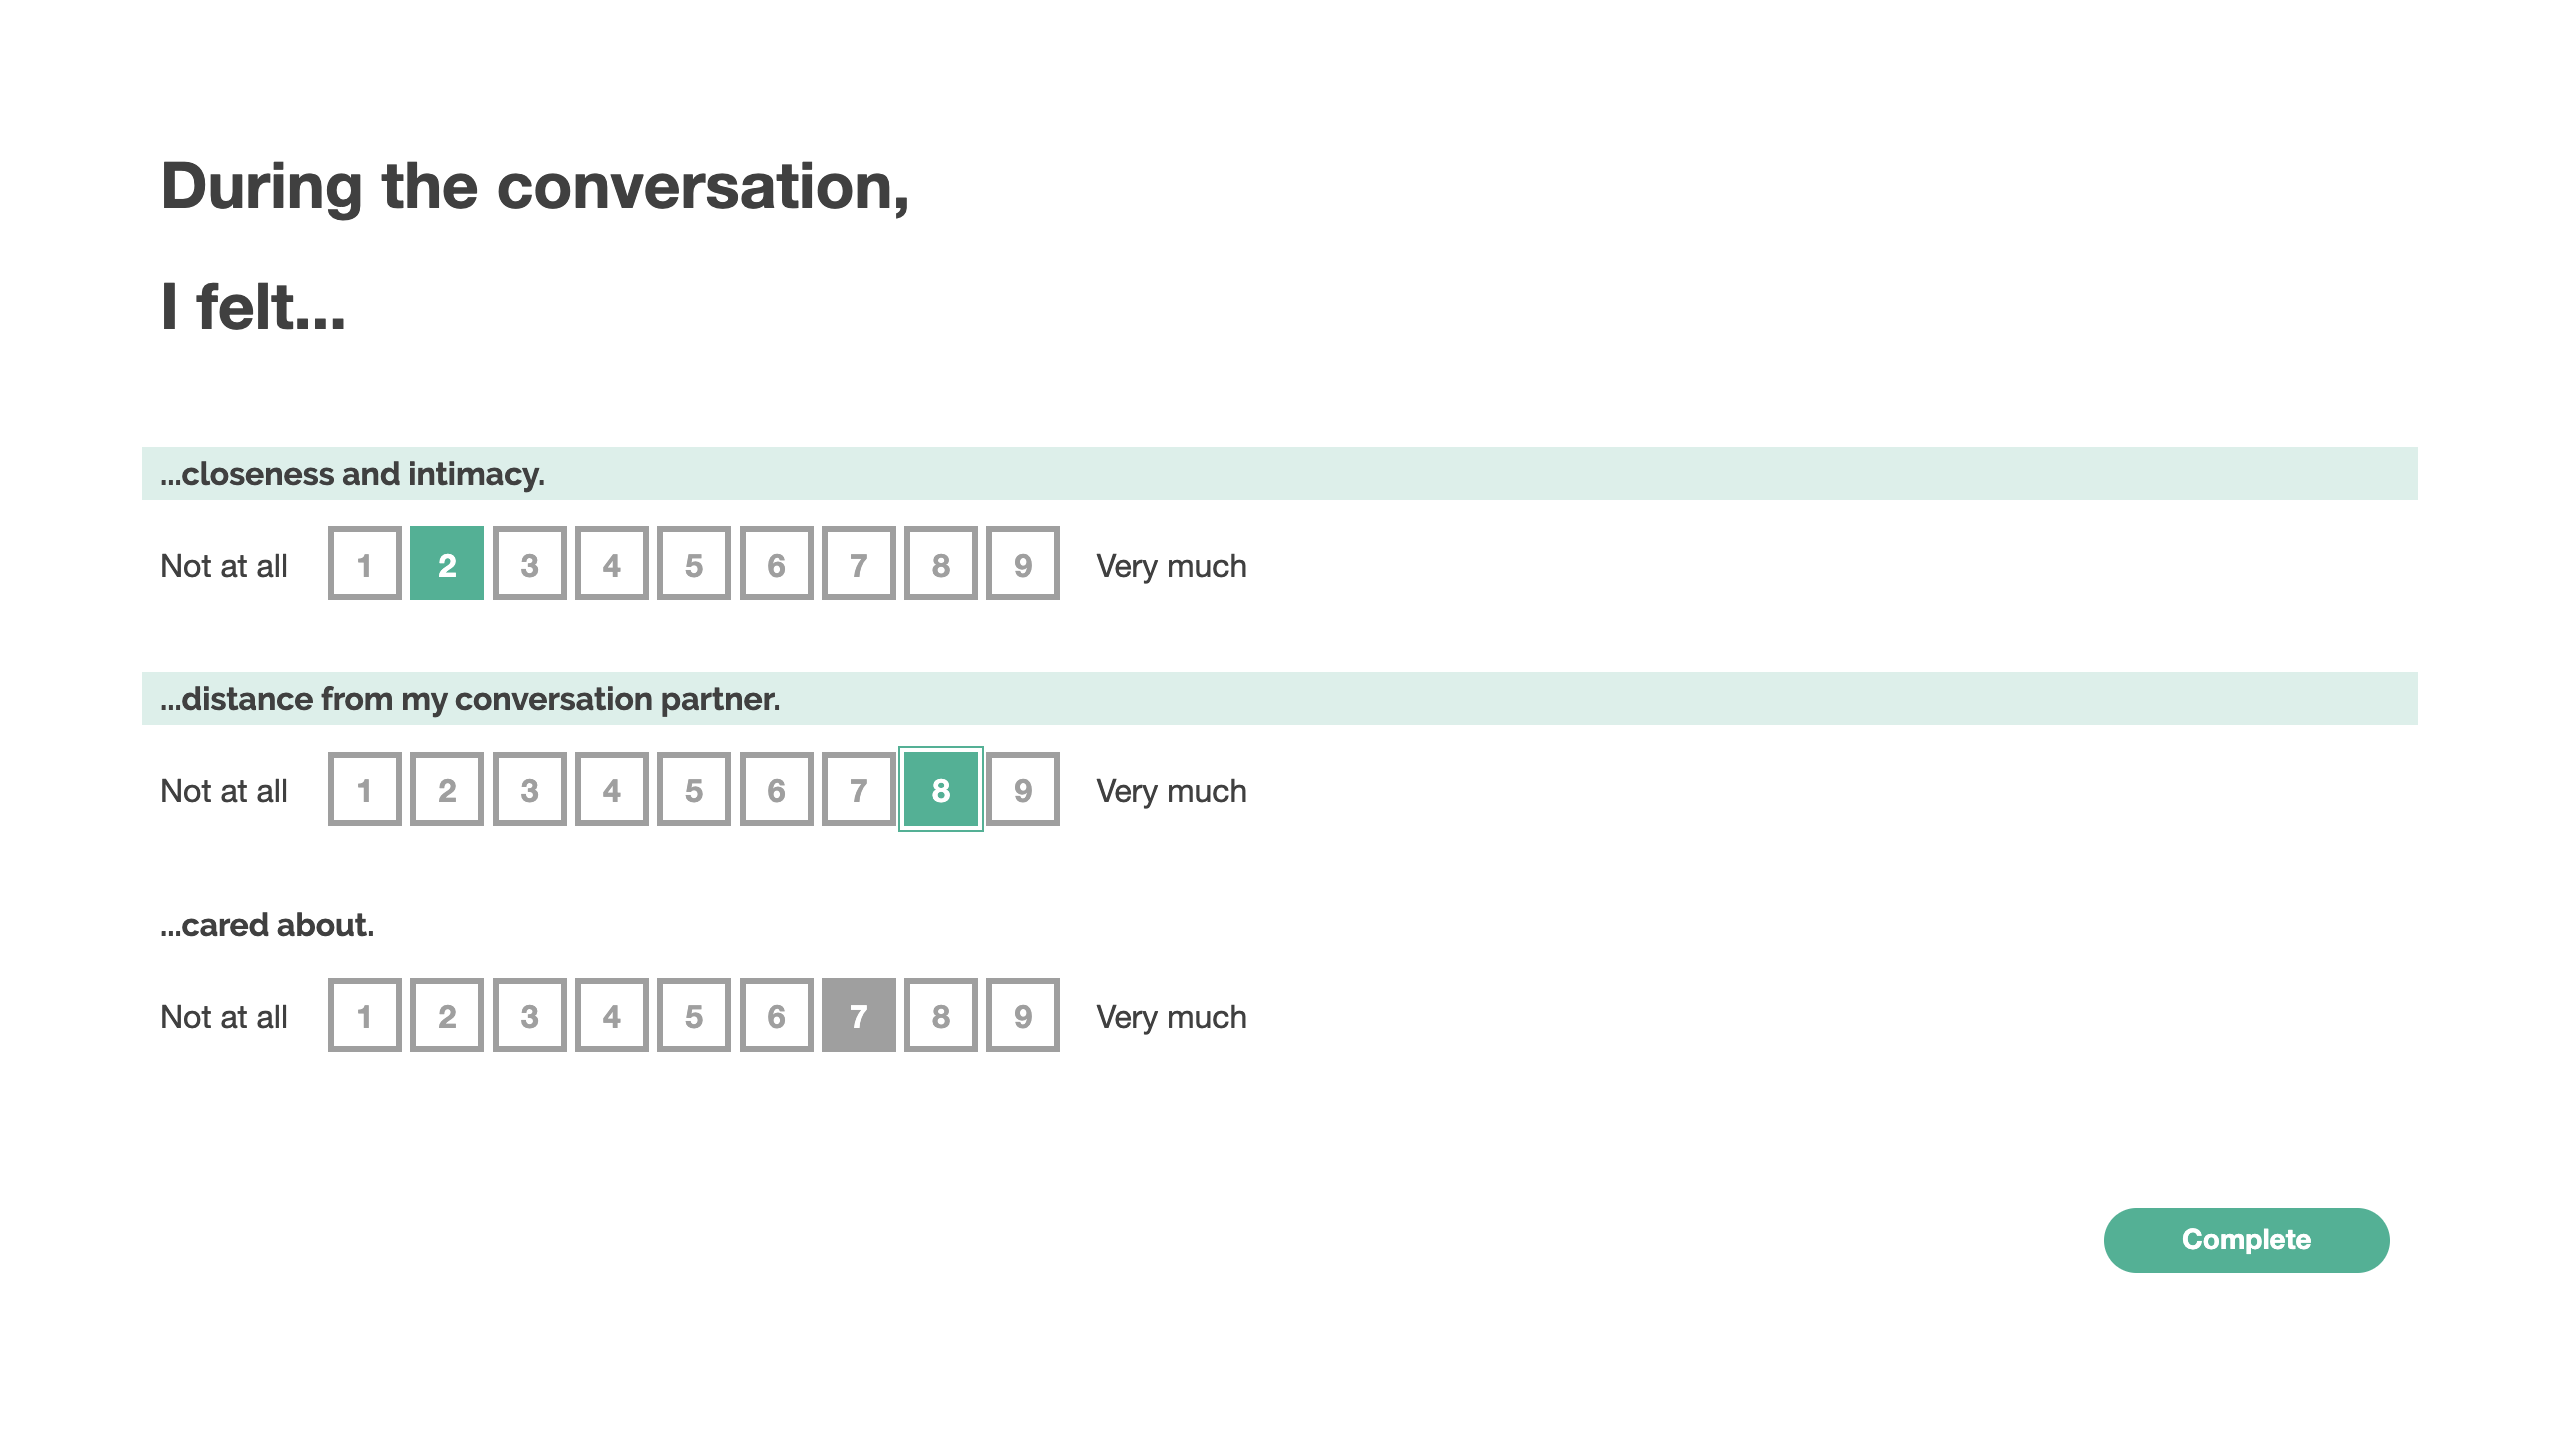 During the conversation,
I felt...
...closeness and intimacy.
Not at all 1 2 3 4 5 6 7 8 9 Very much
...distance from my conversation partner.
Not at all 1 2 3 4 5 6 7 8 9 Very much
...cared about.
Not at all 1 2 3 4 5 6 7 8 9 Very much
Complete